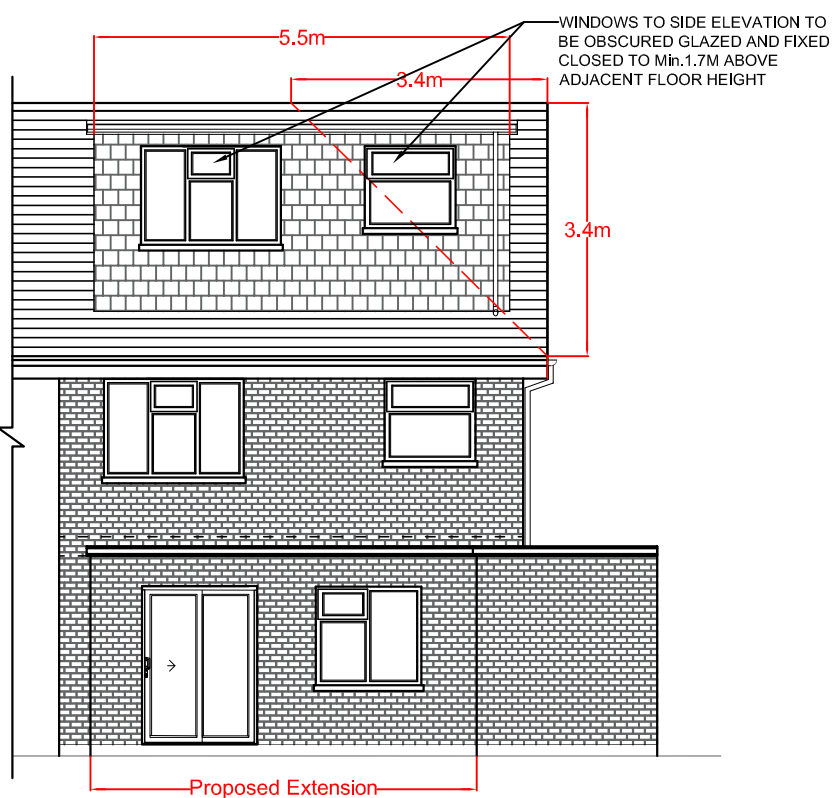 WINDOWS TO SIDE ELEVATION TO
BE OBSCURED GLAZED AND FIXED
CLOSED TO Min.1.7M ABOVE
ADJACENT FLOOR HEIGHT
5.5m
3.4m
3.4m
Proposed Extension